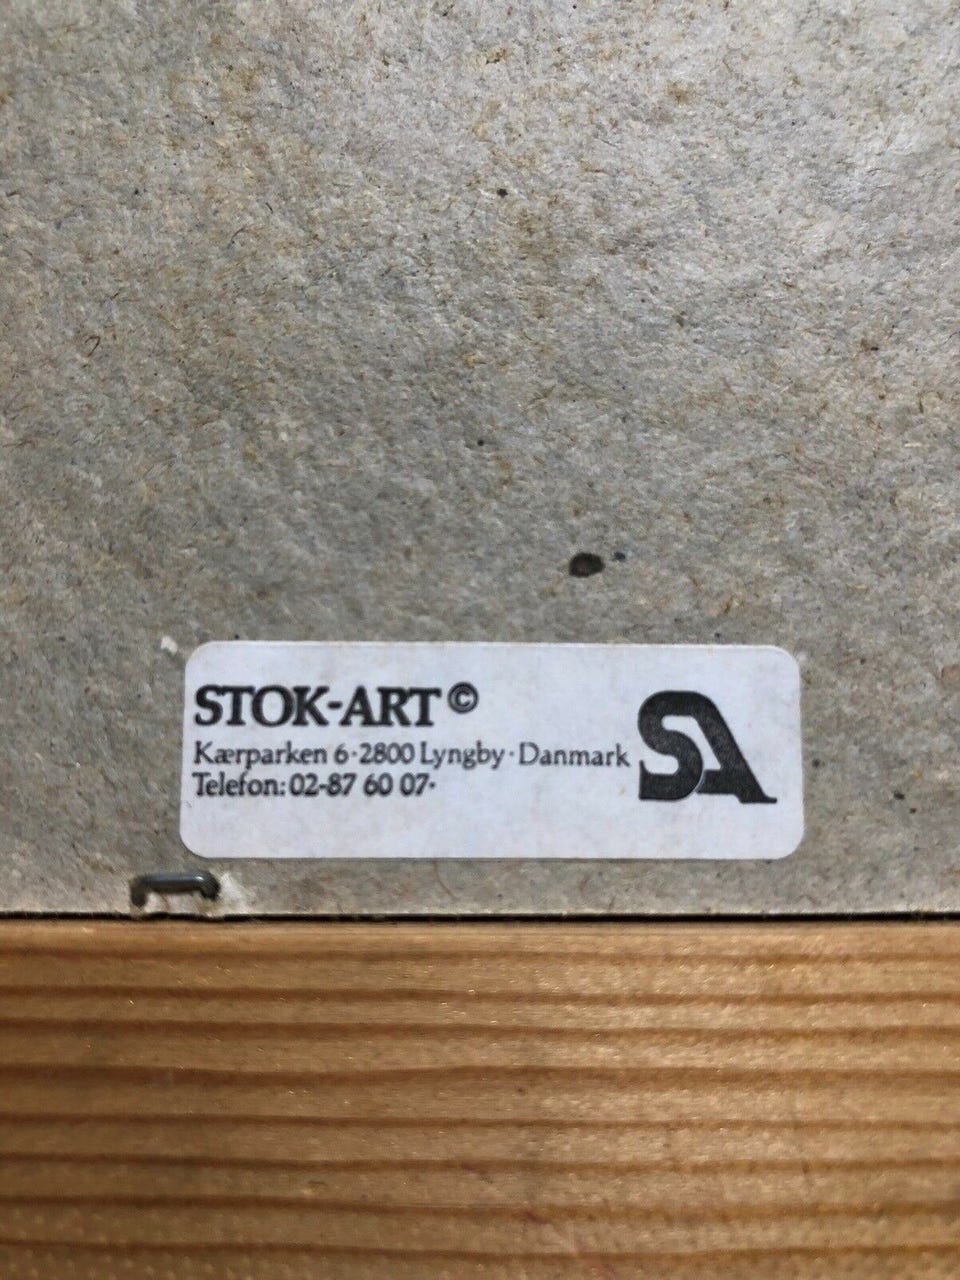 STOK-ART©
Kærparken 6·2800 Lyngby·Danmark
Telefon: 02-87 60 07·
SA